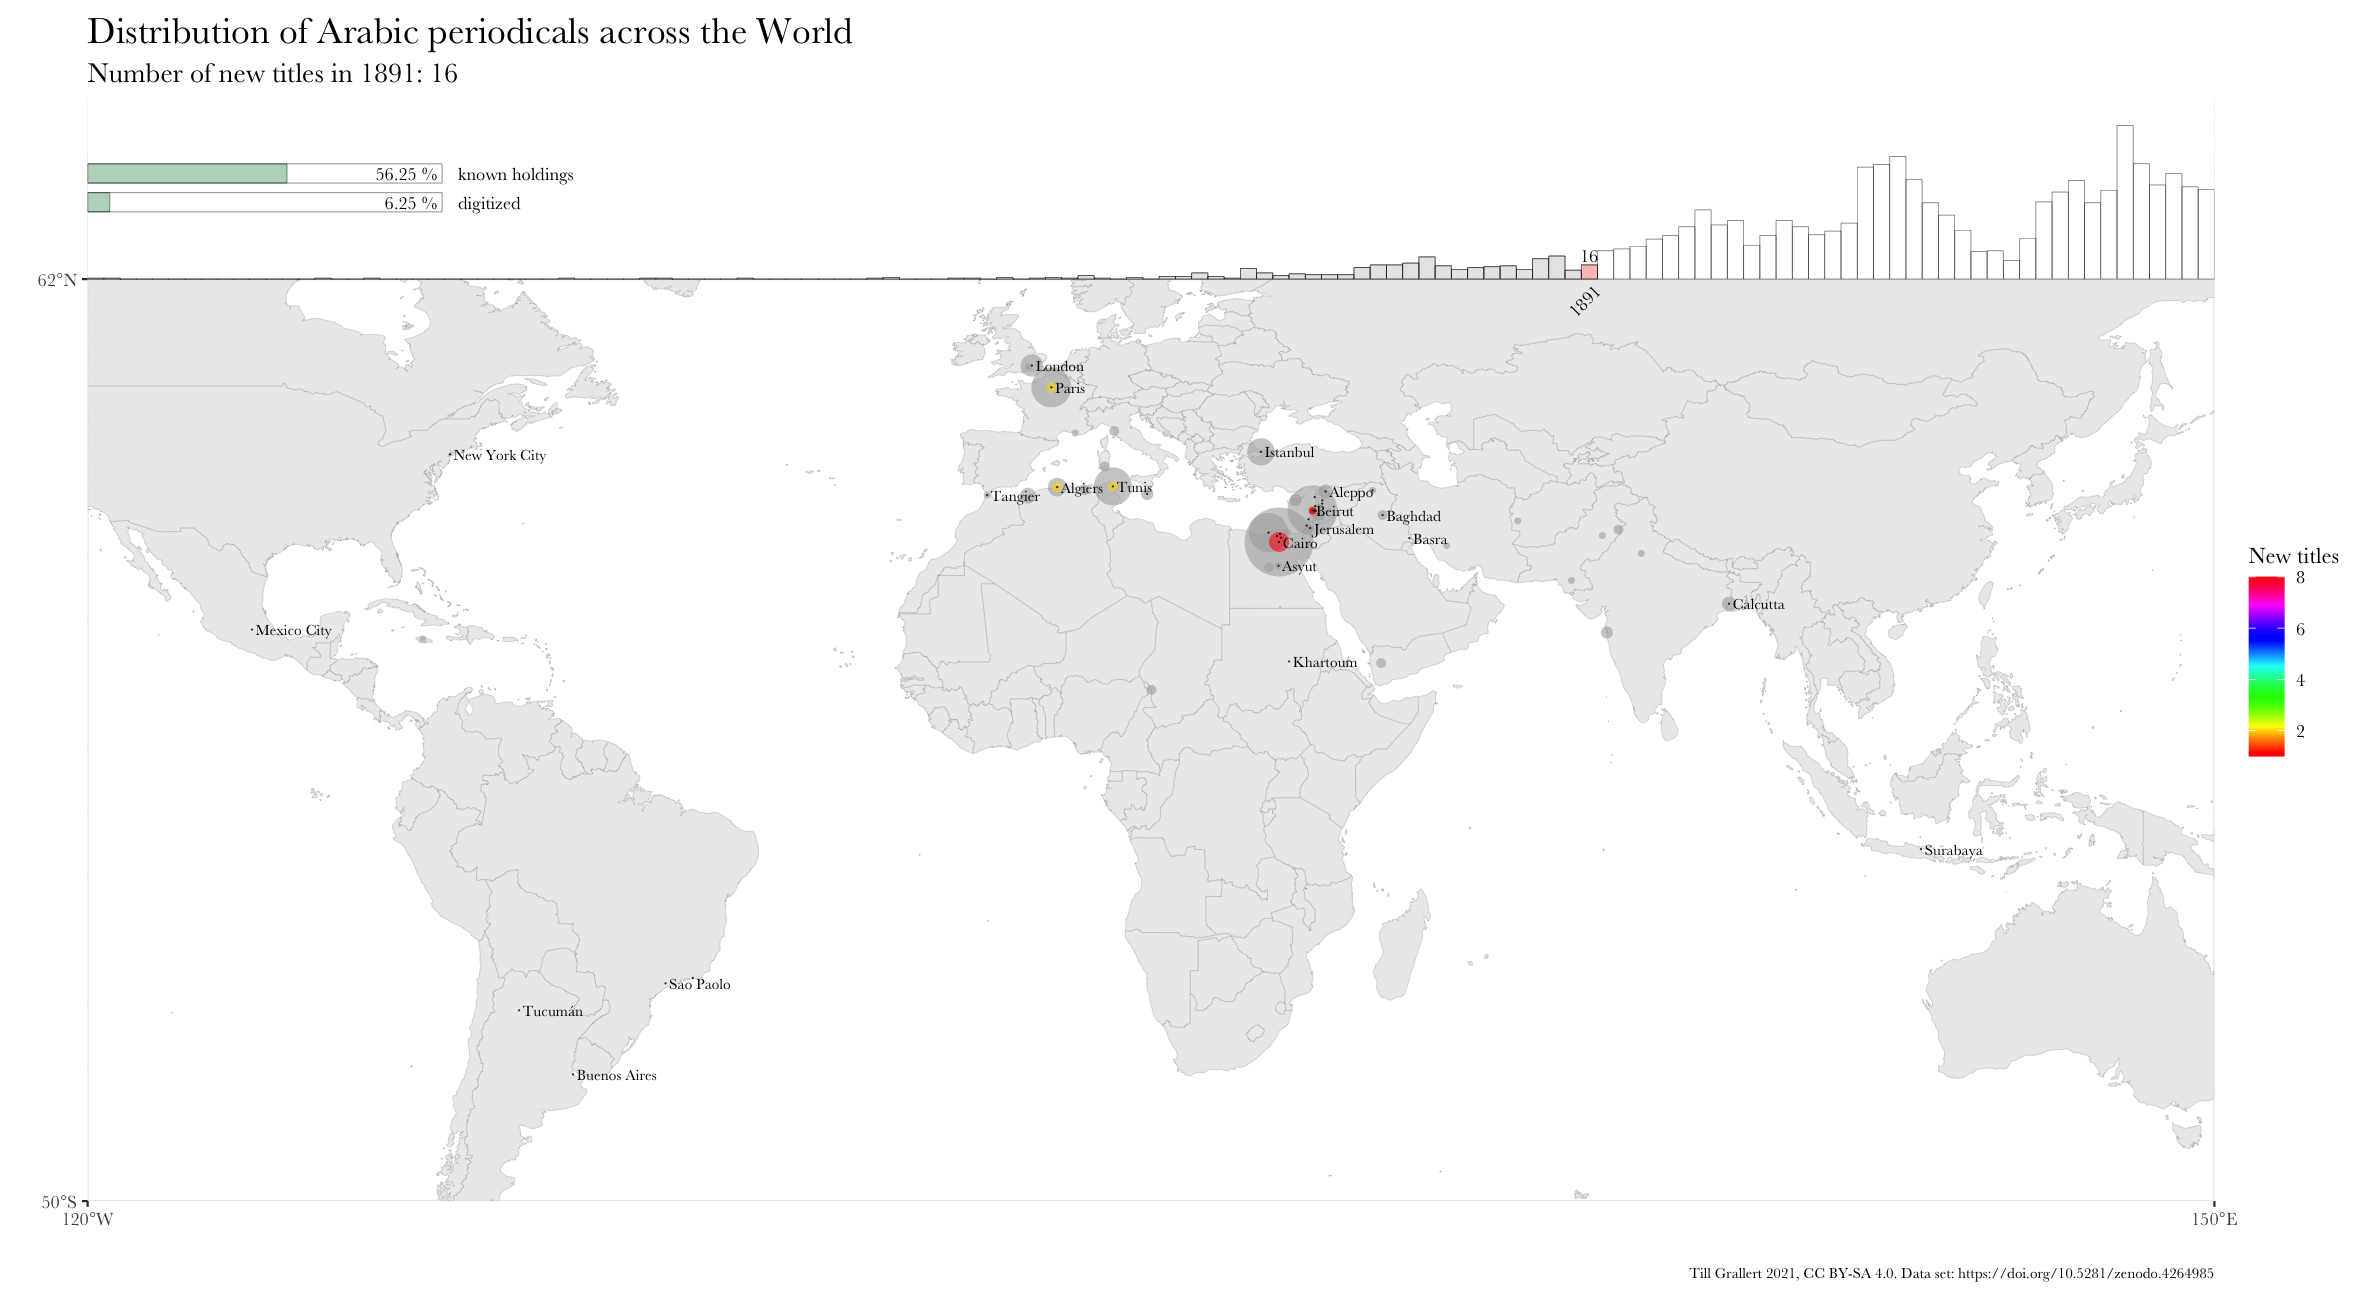 Distribution of Arabic periodicals across the World
Number of new titles in 1891: 16
56.25 % known holdings
6.25 % digitized
16
1891
62°N
London
Paris
New York City
Istanbul
Tangier
Algiers
Tunis
Aleppo
Beirut
Baghdad
Jerusalem
Basra
Cairo
Asyut
New titles
8
6
4
2
Calcutta
Mexico City
Khartoum
Surabaya
Sao Paolo
Tucumán
Buenos Aires
50°S
120°W
150°E
Till Grallert 2021, CC BY-SA 4.0. Data set: https://doi.org/10.5281/zenodo.4264985